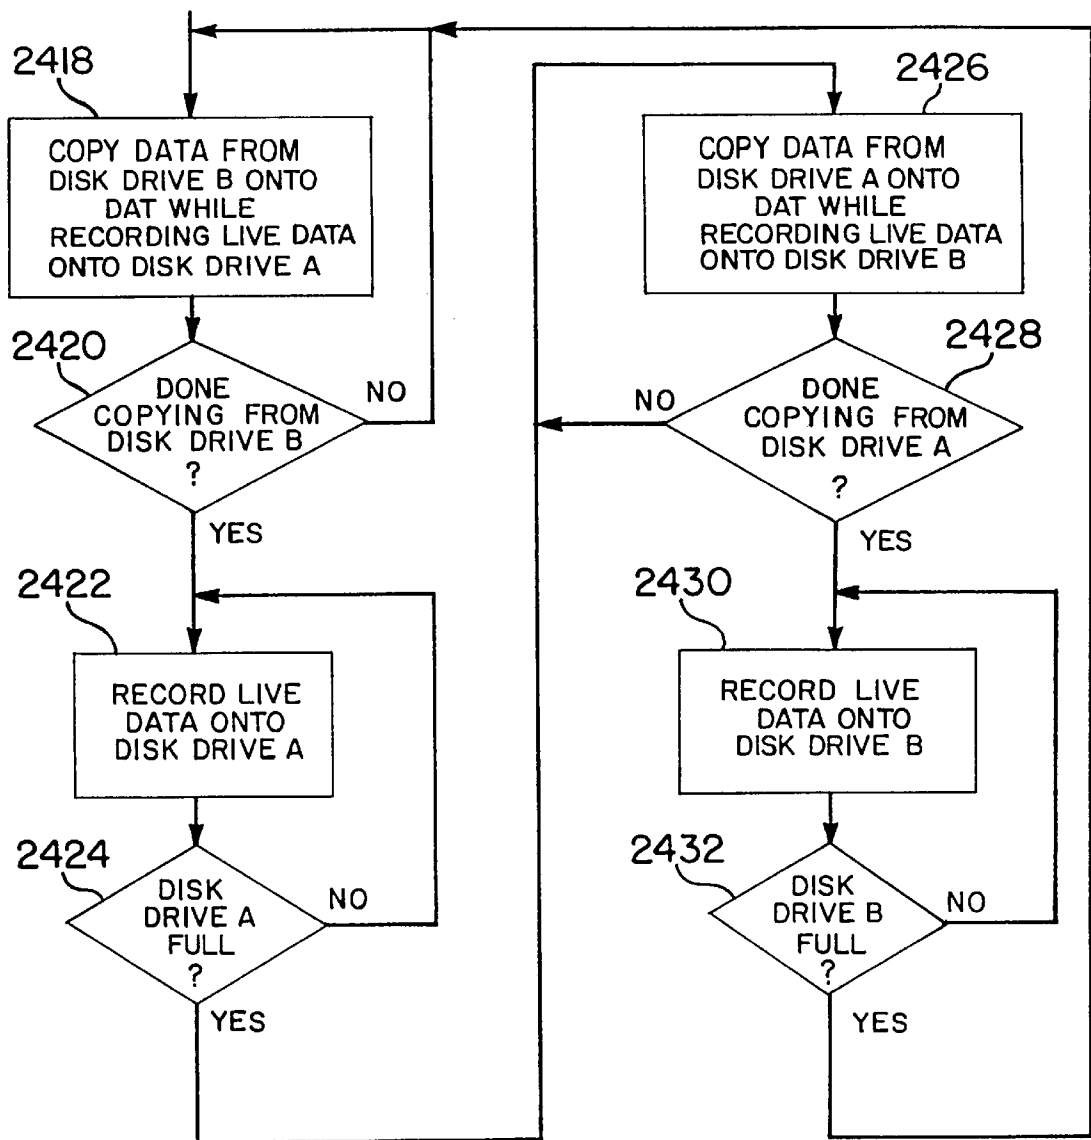 2418
COPY DATA FROM
DISK DRIVE B ONTO
DAT WHILE
RECORDING LIVE DATA
ONTO DISK DRIVE A
2420
DONE
COPYING FROM
DISK DRIVE B
?
NO
YES
2422
RECORD LIVE
DATA ONTO
DISK DRIVE A
2424
DISK
DRIVE A
FULL
?
NO
YES
2426
COPY DATA FROM
DISK DRIVE A ONTO
DAT WHILE
RECORDING LIVE DATA
ONTO DISK DRIVE B
2428
DONE
COPYING FROM
DISK DRIVE A
?
NO
YES
2430
RECORD LIVE
DATA ONTO
DISK DRIVE B
2432
DISK
DRIVE B
FULL
?
NO
YES